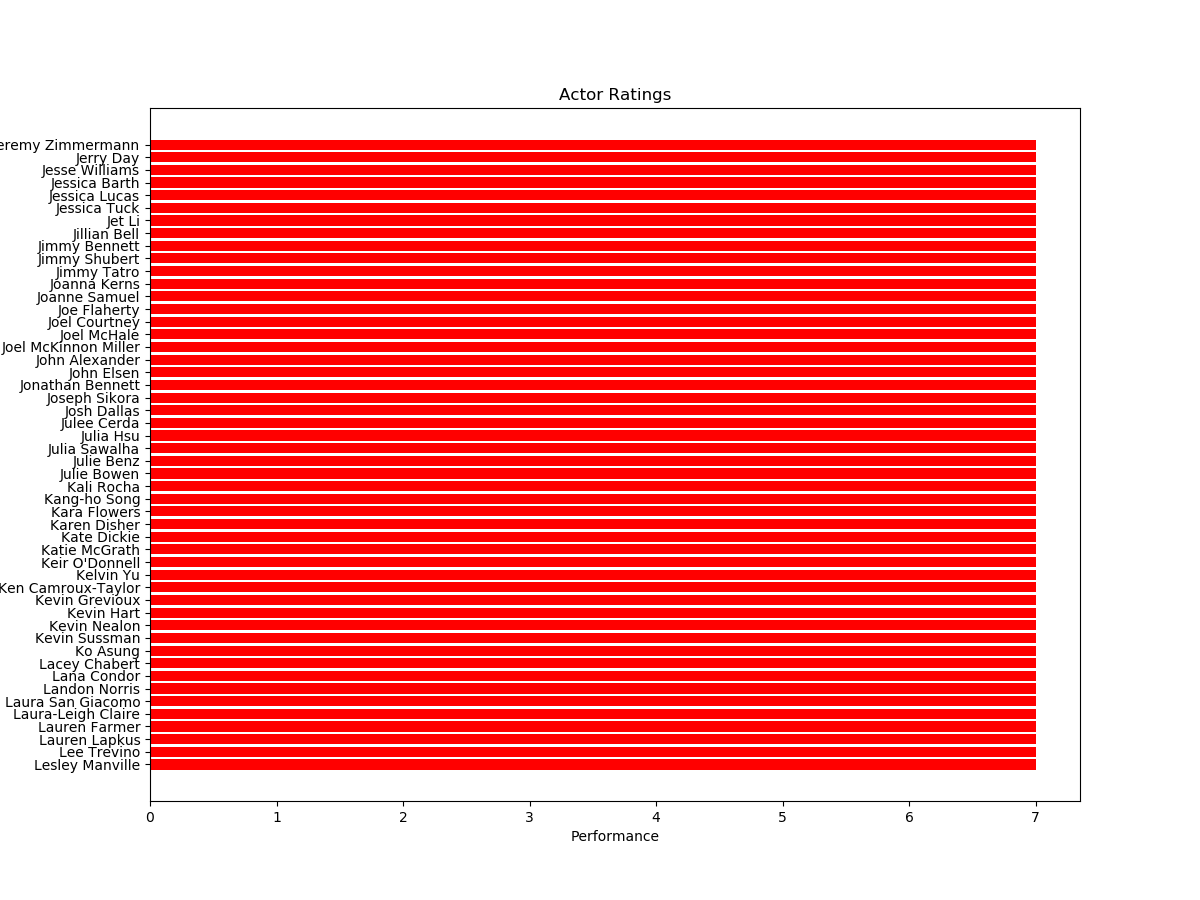 Actor Ratings
eremy Zimmermann
Jerry Day
Jesse Williams
Jessica Barth
Jessica Lucas
Jessica Tuck
Jet Li
Jillian Bell
Jimmy Bennett
Jimmy Shubert
Jimmy Tatro
Joanna Kerns
Joanne Samuel
Joe Flaherty
Joel Courtney
Joel McHale
Joel McKinnon Miller
John Alexander
John Elsen
Jonathan Bennett
Joseph Sikora
Josh Dallas
Julee Cerda
Julia Hsu
Julia Sawalha
Julie Benz
Julie Bowen
Kali Rocha
Kang-ho Song
Kara Flowers
Karen Disher
Kate Dickie
Katie McGrath
Keir O'Donnell
Kelvin Yu
Ken Camroux-Taylor
Kevin Grevioux
Kevin Hart
Kevin Nealon
Kevin Sussman
Ko Asung
Lacey Chabert
Lana Condor
Landon Norris
Laura San Giacomo
Laura-Leigh Claire
Lauren Farmer
Lauren Lapkus
Lee Trevino
Lesley Manville
0 1 2 3 4 5 6 7
Performance